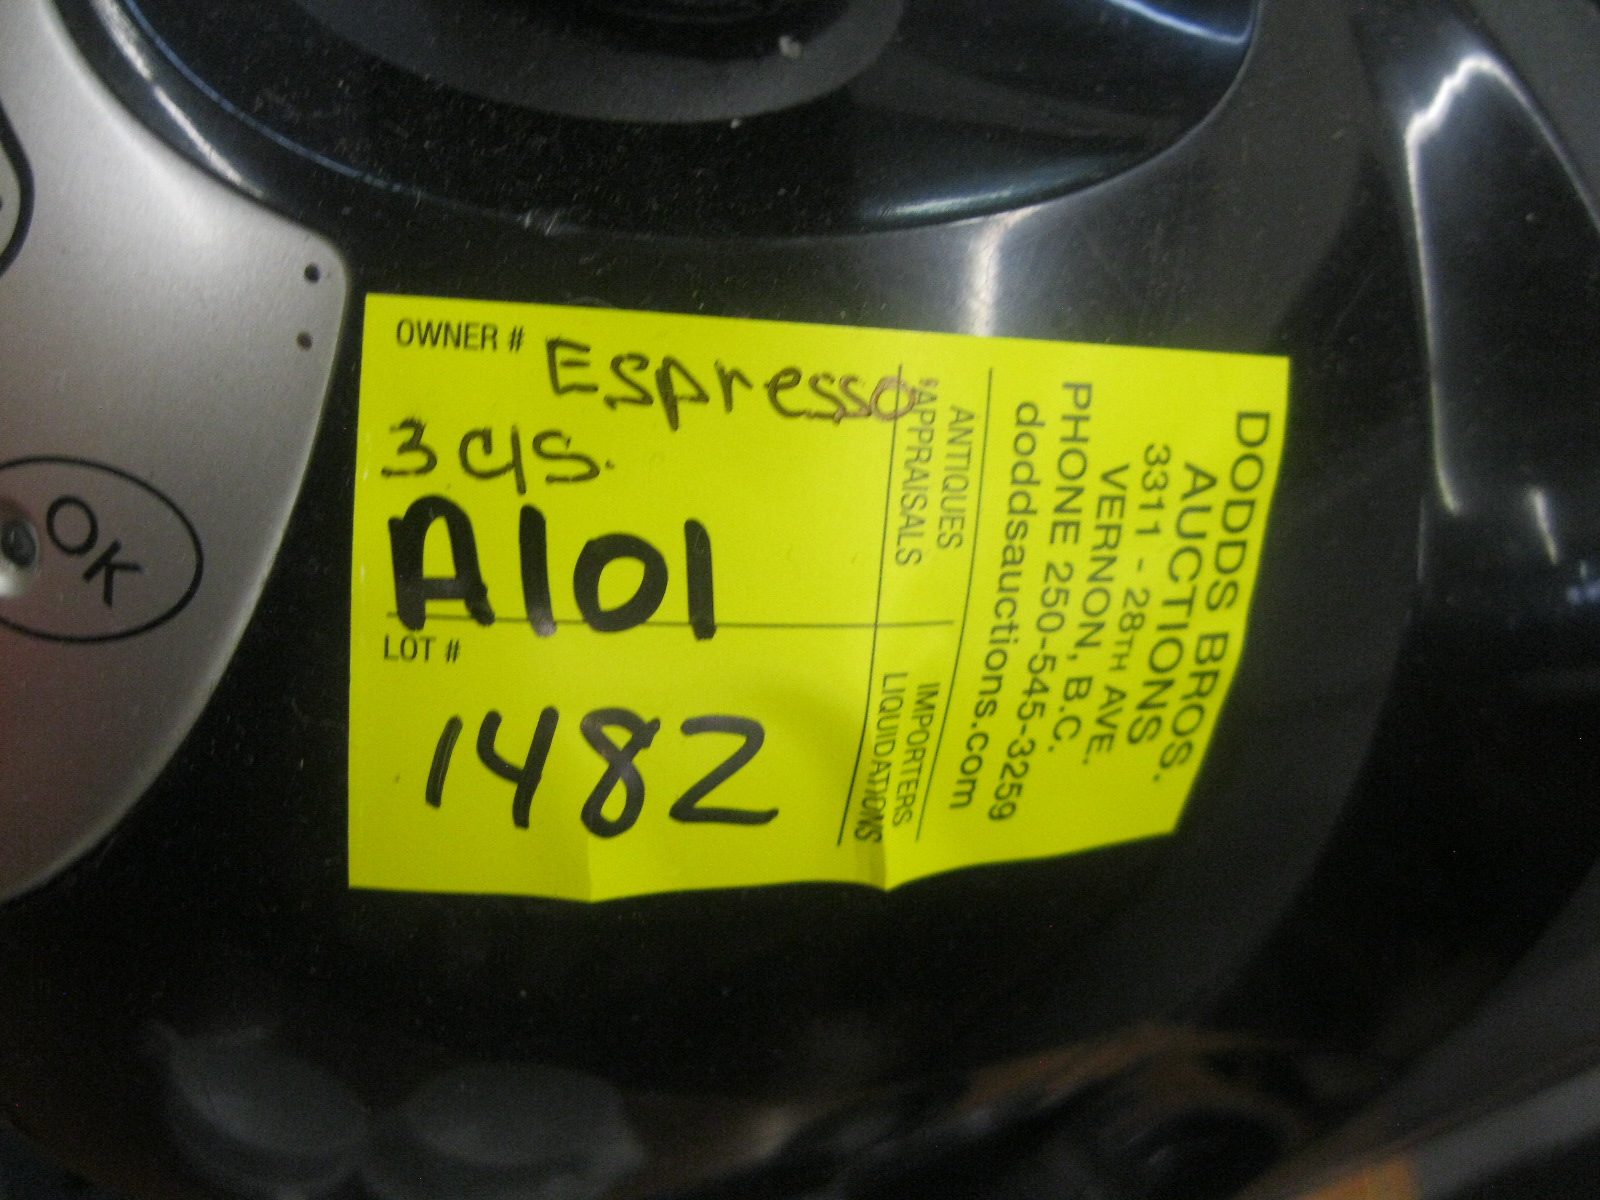 OWNER # Espresso
3 cls.
A101
LOT #
1482
DODDS BROS.
AUCTIONS
3311 - 28TH AVE.
VERNON, B.C.
PHONE 250-545-3259
doddsauctions.com
ANTIQUES IMPORTERS
*APPRAISALS LIQUIDATIONS
OK